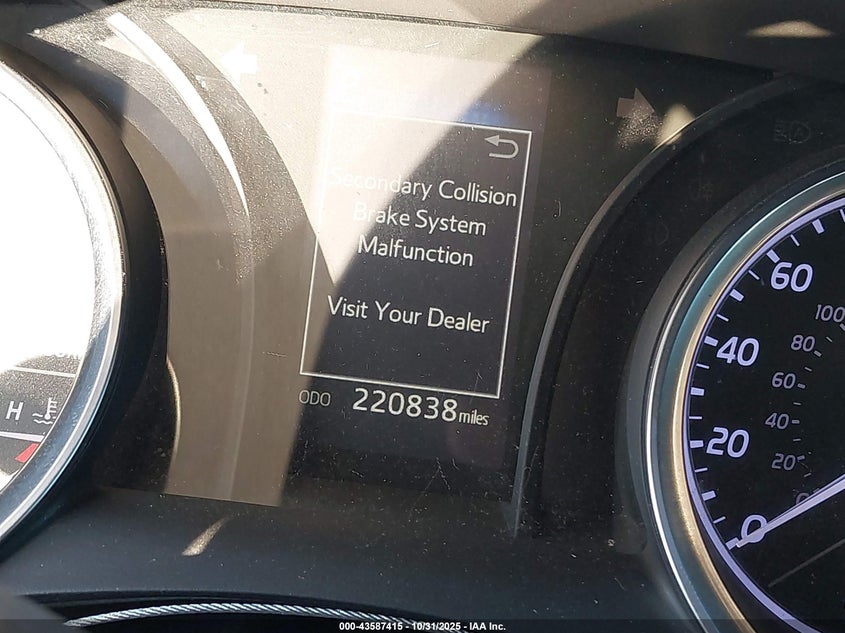 Secondary Collision
Brake System
Malfunction
Visit Your Dealer
ODO 220838 miles
H
60
40
20
0
100
80
60
40
20
000-43587415 - 10/31/2025 - IAA Inc.